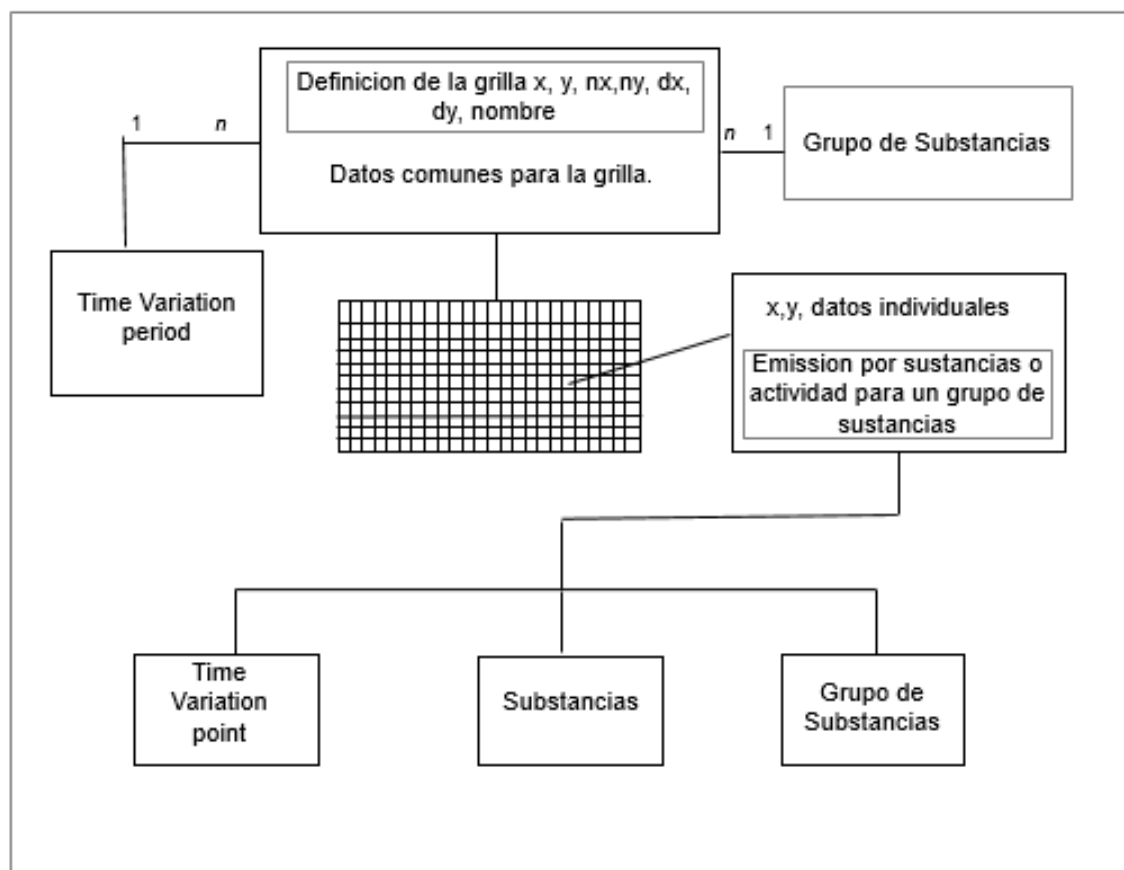 Definicion de la grilla x, y, nx,ny, dx,
dy, nombre
Datos comunes para la grilla.
1 n
n 1
Grupo de Substancias
Time Variation
period
x,y, datos individuales
Emission por sustancias o
actividad para un grupo de
sustancias
Time
Variation
point
Substancias
Grupo de
Substancias